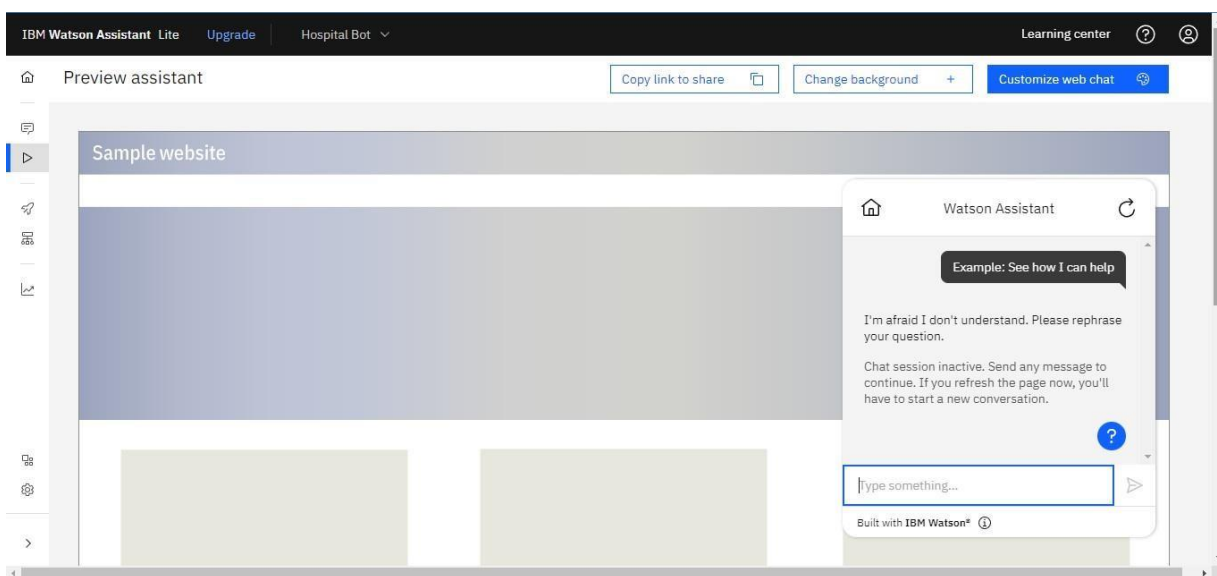 IBM Watson Assistant Lite Upgrade Hospital Bot Learning center
Preview assistant Copy link to share Change background + Customize web chat
Sample website
Watson Assistant
Example: See how I can help
I'm afraid I don't understand. Please rephrase
your question.
Chat session inactive. Send any message to
continue. If you refresh the page now, you'll
have to start a new conversation.
?
Type something...
Built with IBM Watson®